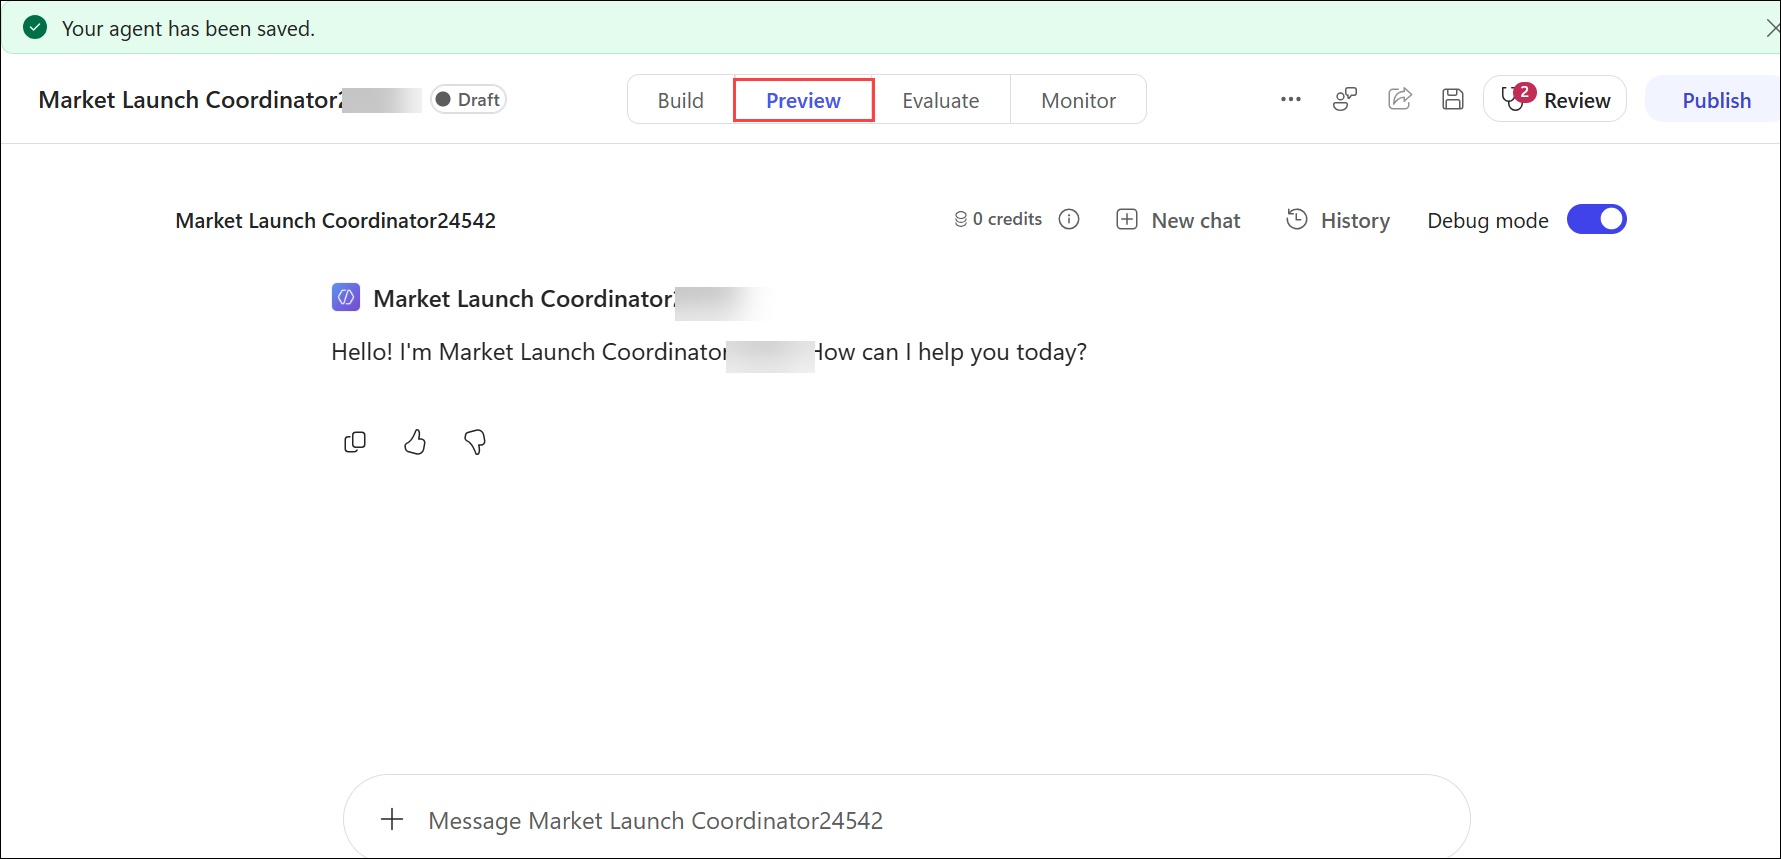 Your agent has been saved.
Market Launch Coordinator Draft Build Preview Evaluate Monitor 2 Review Publish
Market Launch Coordinator24542 0 credits New chat History Debug mode
Market Launch Coordinator
Hello! I'm Market Launch Coordinator How can I help you today?
Message Market Launch Coordinator24542